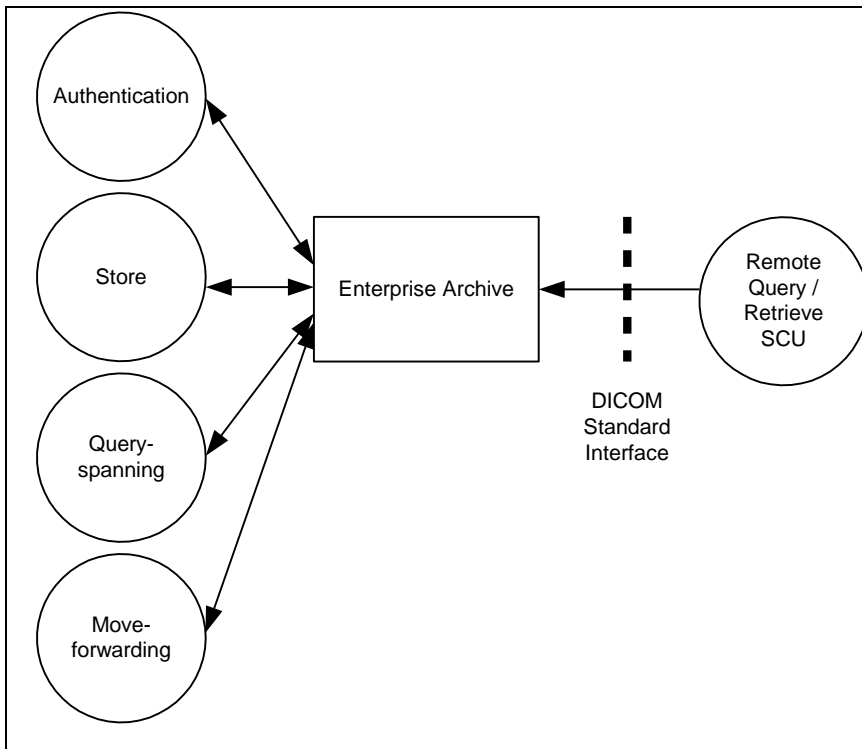 Authentication
Store
Query-
spanning
Move-
forwarding
Enterprise Archive
DICOM
Standard
Interface
Remote
Query /
Retrieve
SCU